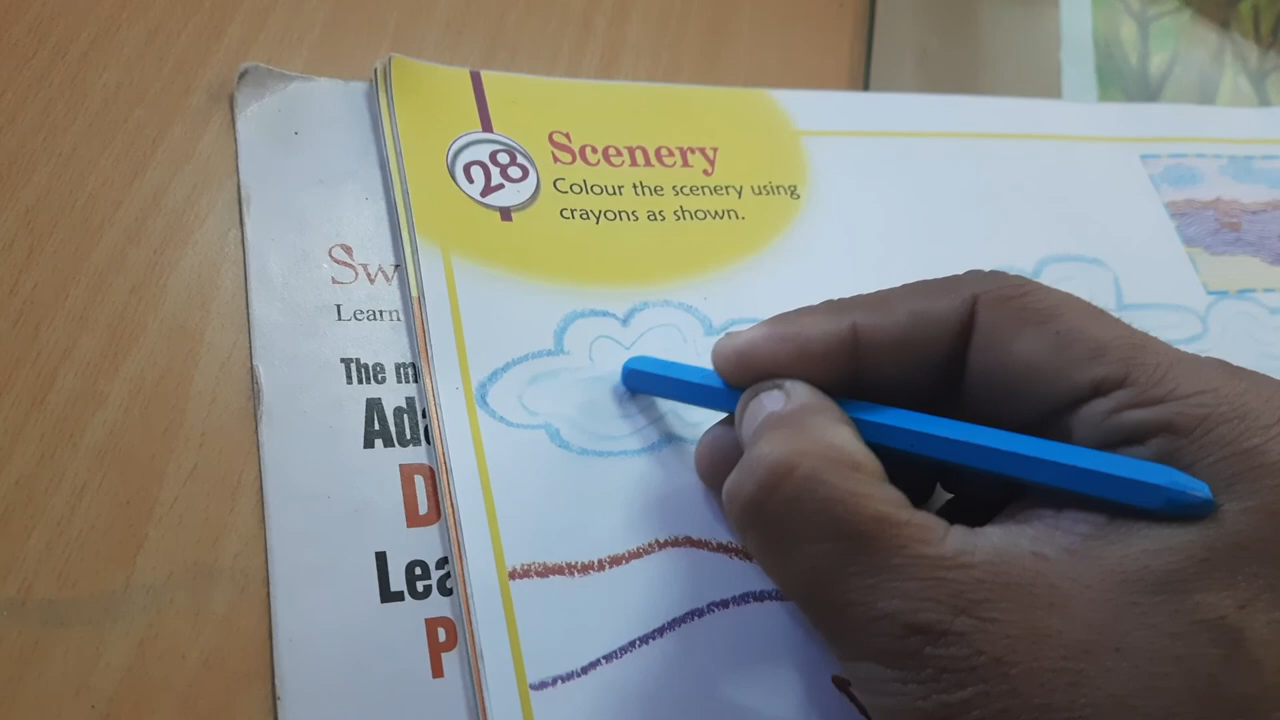 28
Scenery
Colour the scenery using
crayons as shown.
Sw
Learn
The m
Ada
D
Lea
P